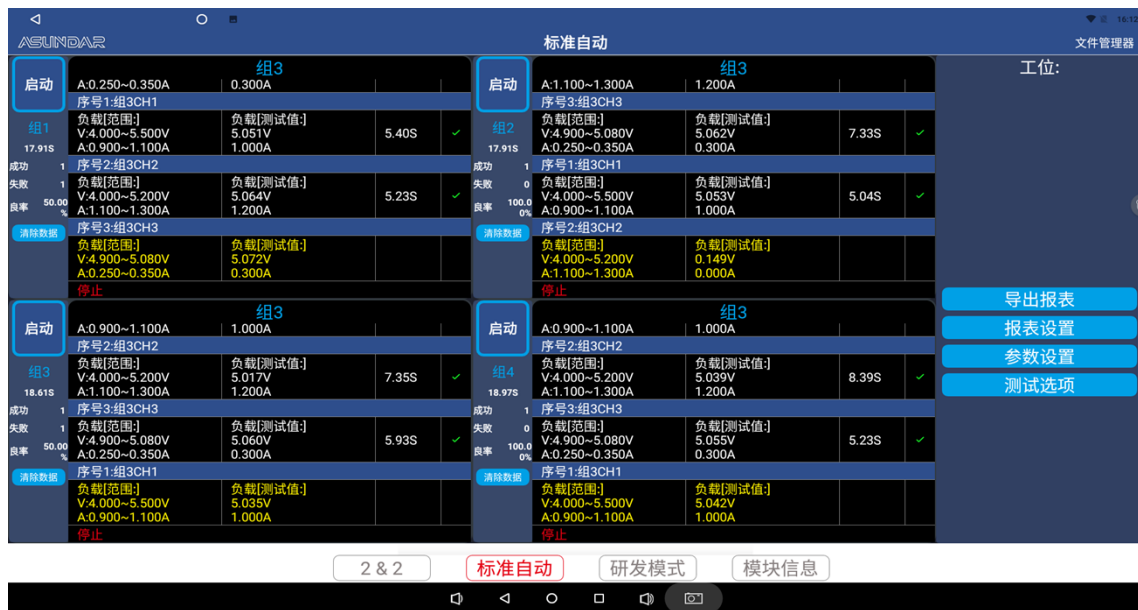 16:12
ASUNDAR
标准自动
文件管理器
启动
组1
17.91S
成功 1
失败 1
良率 50.00%
清除数据
组3
A:0.250~0.350A 0.300A
序号1:组3CH1
负载[范围:] 负载[测试值:]
V:4.000~5.500V 5.051V 5.40S ✓
A:0.900~1.100A 1.000A
序号2:组3CH2
负载[范围:] 负载[测试值:]
V:4.000~5.200V 5.064V 5.23S ✓
A:1.100~1.300A 1.200A
序号3:组3CH3
负载[范围:] 负载[测试值:]
V:4.900~5.080V 5.072V
A:0.250~0.350A 0.300A
停止
启动
组2
17.91S
成功 1
失败 0
良率 100.00%
清除数据
组3
A:1.100~1.300A 1.200A
序号3:组3CH3
负载[范围:] 负载[测试值:]
V:4.900~5.080V 5.062V 7.33S ✓
A:0.250~0.350A 0.300A
序号1:组3CH1
负载[范围:] 负载[测试值:]
V:4.000~5.500V 5.053V 5.04S ✓
A:0.900~1.100A 1.000A
序号2:组3CH2
负载[范围:] 负载[测试值:]
V:4.000~5.200V 0.149V
A:1.100~1.300A 0.000A
停止
启动
组3
18.61S
成功 1
失败 1
良率 50.00%
清除数据
组3
A:0.900~1.100A 1.000A
序号2:组3CH2
负载[范围:] 负载[测试值:]
V:4.000~5.200V 5.017V 7.35S ✓
A:1.100~1.300A 1.200A
序号3:组3CH3
负载[范围:] 负载[测试值:]
V:4.900~5.080V 5.060V 5.93S ✓
A:0.250~0.350A 0.300A
序号1:组3CH1
负载[范围:] 负载[测试值:]
V:4.000~5.500V 5.035V
A:0.900~1.100A 1.000A
停止
启动
组4
18.97S
成功 1
失败 0
良率 100.00%
清除数据
组3
A:0.900~1.100A 1.000A
序号2:组3CH2
负载[范围:] 负载[测试值:]
V:4.000~5.200V 5.039V 8.39S ✓
A:1.100~1.300A 1.200A
序号3:组3CH3
负载[范围:] 负载[测试值:]
V:4.900~5.080V 5.055V 5.23S ✓
A:0.250~0.350A 0.300A
序号1:组3CH1
负载[范围:] 负载[测试值:]
V:4.000~5.500V 5.042V
A:0.900~1.100A 1.000A
停止
工位:
导出报表
报表设置
参数设置
测试选项
2 & 2
标准自动
研发模式
模块信息